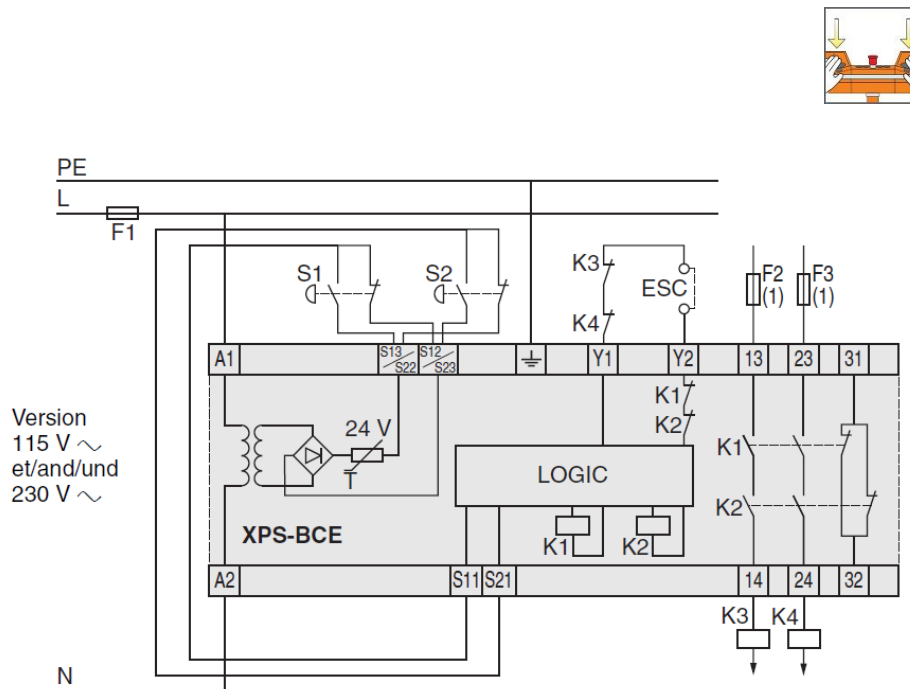 PE
L
F1
S1
S2
K3
ESC
F2
(1)
F3
(1)
K4
A1
S13
S22
S12
S23
Y1
Y2
13
23
31
Version
115 V ~
et/and/und
230 V ~
24 V
K1
K2
LOGIC
K1
K2
K1
K2
XPS-BCE
A2
S11
S21
14
24
32
K3
K4
N